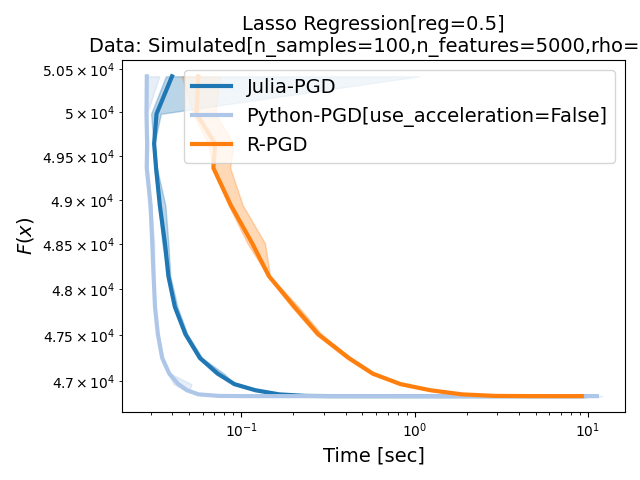 Lasso Regression[reg=0.5]
Data: Simulated[n_samples=100,n_features=5000,rho=
5.05 × 10⁴
5 × 10⁴
4.95 × 10⁴
4.9 × 10⁴
4.85 × 10⁴
4.8 × 10⁴
4.75 × 10⁴
4.7 × 10⁴
F(x)
Julia-PGD
Python-PGD[use_acceleration=False]
R-PGD
10⁻¹
10⁰
10¹
Time [sec]